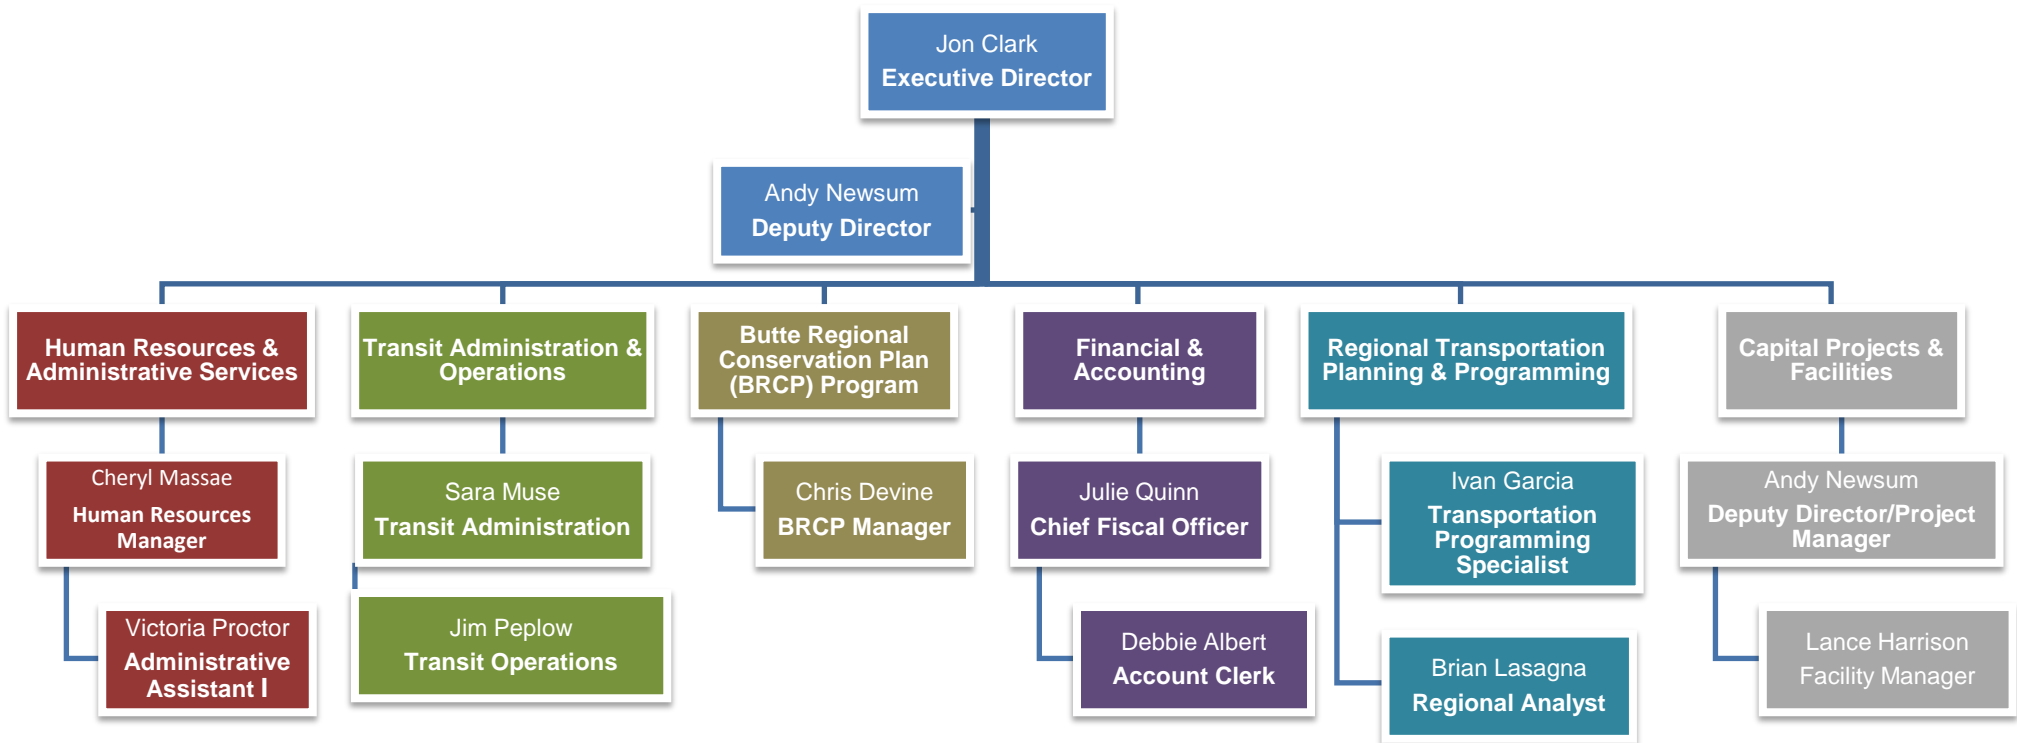 Jon Clark
Executive Director
Andy Newsum
Deputy Director
Human Resources &
Administrative Services
Transit Administration &
Operations
Butte Regional
Conservation Plan
(BRCP) Program
Financial &
Accounting
Regional Transportation
Planning & Programming
Capital Projects &
Facilities
Cheryl Massae
Human Resources
Manager
Victoria Proctor
Administrative
Assistant I
Sara Muse
Transit Administration
Jim Peplow
Transit Operations
Chris Devine
BRCP Manager
Julie Quinn
Chief Fiscal Officer
Debbie Albert
Account Clerk
Ivan Garcia
Transportation
Programming
Specialist
Brian Lasagna
Regional Analyst
Andy Newsum
Deputy Director/Project
Manager
Lance Harrison
Facility Manager